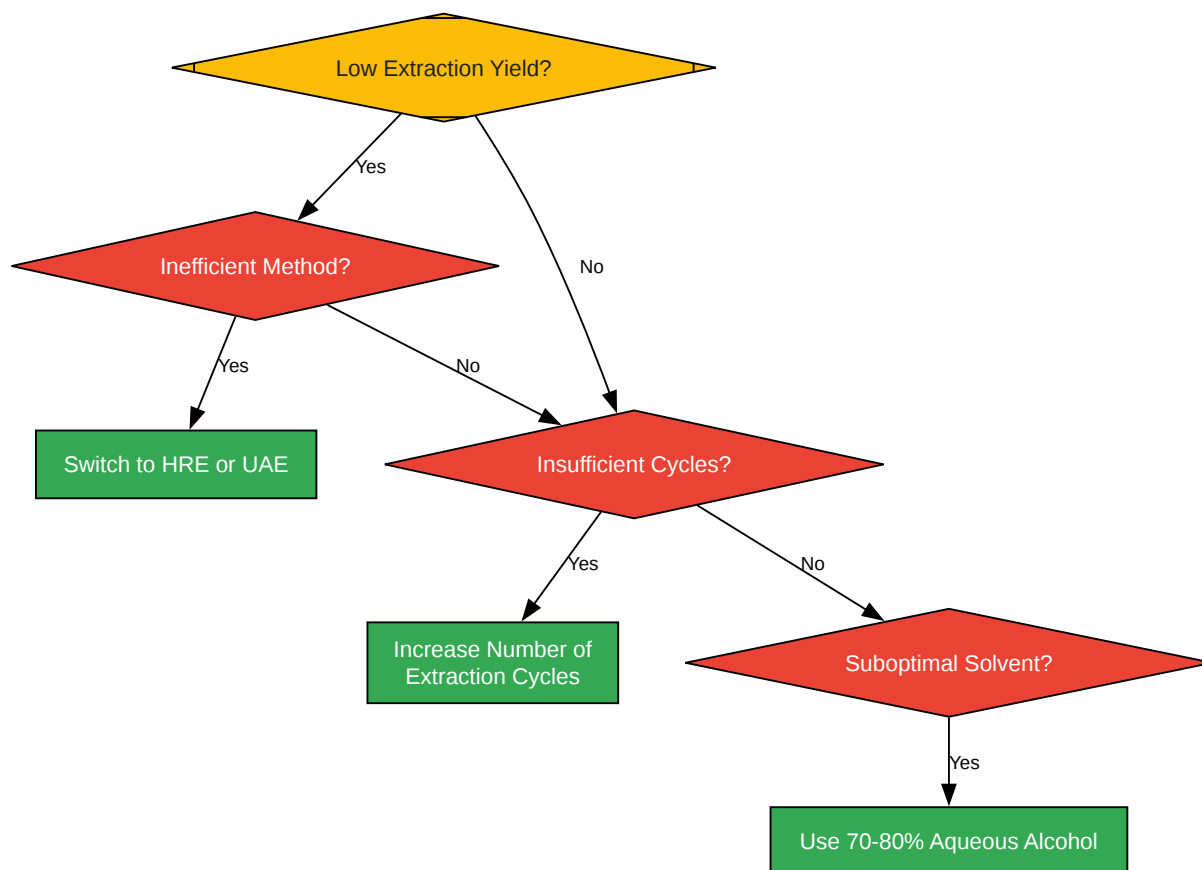 Low Extraction Yield?
Yes
Inefficient Method?
No
Yes
No
Switch to HRE or UAE
Insufficient Cycles?
Yes
No
Increase Number of
Extraction Cycles
Suboptimal Solvent?
Yes
Use 70-80% Aqueous Alcohol